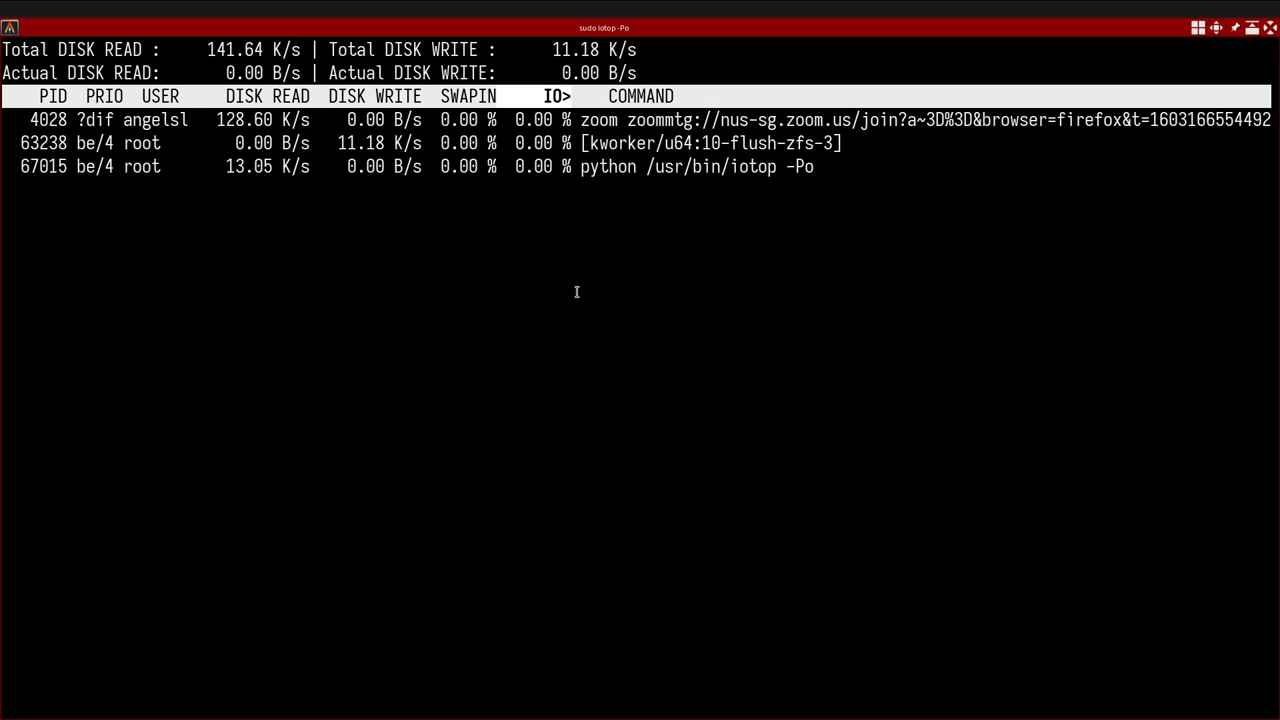 sudo iotop -Po
Total DISK READ : 141.64 K/s | Total DISK WRITE : 11.18 K/s
Actual DISK READ: 0.00 B/s | Actual DISK WRITE: 0.00 B/s
PID PRIO USER DISK READ DISK WRITE SWAPIN IO> COMMAND
4028 ?dif angelsl 128.60 K/s 0.00 B/s 0.00 % 0.00 % zoom zoommtg://nus-sg.zoom.us/join?a~3D%3D&browser=firefox&t=1603166554492
63238 be/4 root 0.00 B/s 11.18 K/s 0.00 % 0.00 % [kworker/u64:10-flush-zfs-3]
67015 be/4 root 13.05 K/s 0.00 B/s 0.00 % 0.00 % python /usr/bin/iotop -Po